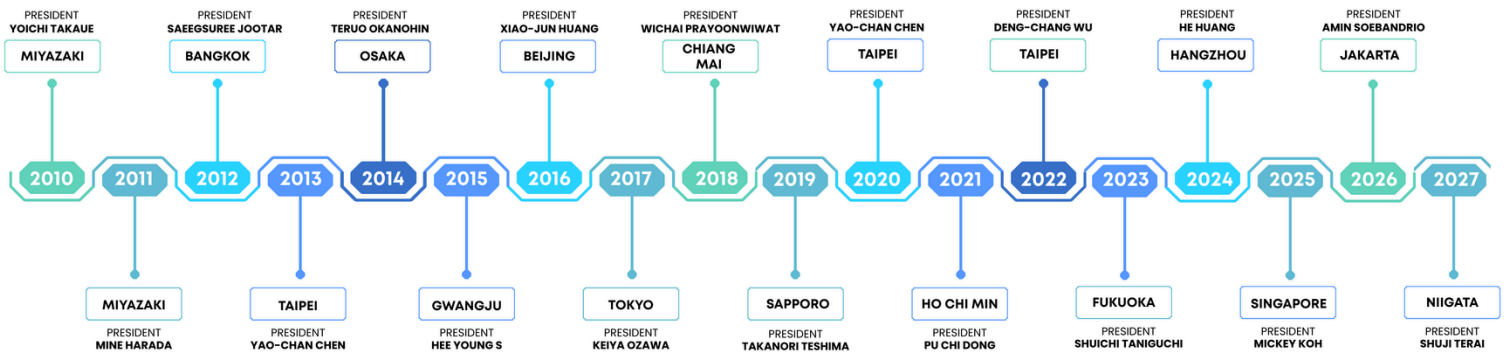 PRESIDENT
YOICHI TAKAUE
MIYAZAKI
PRESIDENT
SAEEGSUREE JOOTAR
BANGKOK
PRESIDENT
TERUO OKANOHIN
OSAKA
PRESIDENT
XIAO-JUN HUANG
BEIJING
PRESIDENT
WICHAI PRAYOONWIWAT
CHIANG
MAI
PRESIDENT
YAO-CHAN CHEN
TAIPEI
PRESIDENT
DENG-CHANG WU
TAIPEI
PRESIDENT
HE HUANG
HANGZHOU
PRESIDENT
AMIN SOEBANDRIO
JAKARTA
2010 2011 2012 2013 2014 2015 2016 2017 2018 2019 2020 2021 2022 2023 2024 2025 2026 2027
MIYAZAKI
PRESIDENT
MINE HARADA
TAIPEI
PRESIDENT
YAO-CHAN CHEN
GWANGJU
PRESIDENT
HEE YOUNG S
TOKYO
PRESIDENT
KEIYA OZAWA
SAPPORO
PRESIDENT
TAKANORI TESHIMA
HO CHI MIN
PRESIDENT
PU CHI DONG
FUKUOKA
PRESIDENT
SHUICHI TANIGUCHI
SINGAPORE
PRESIDENT
MICKEY KOH
NIIGATA
PRESIDENT
SHUJI TERAI